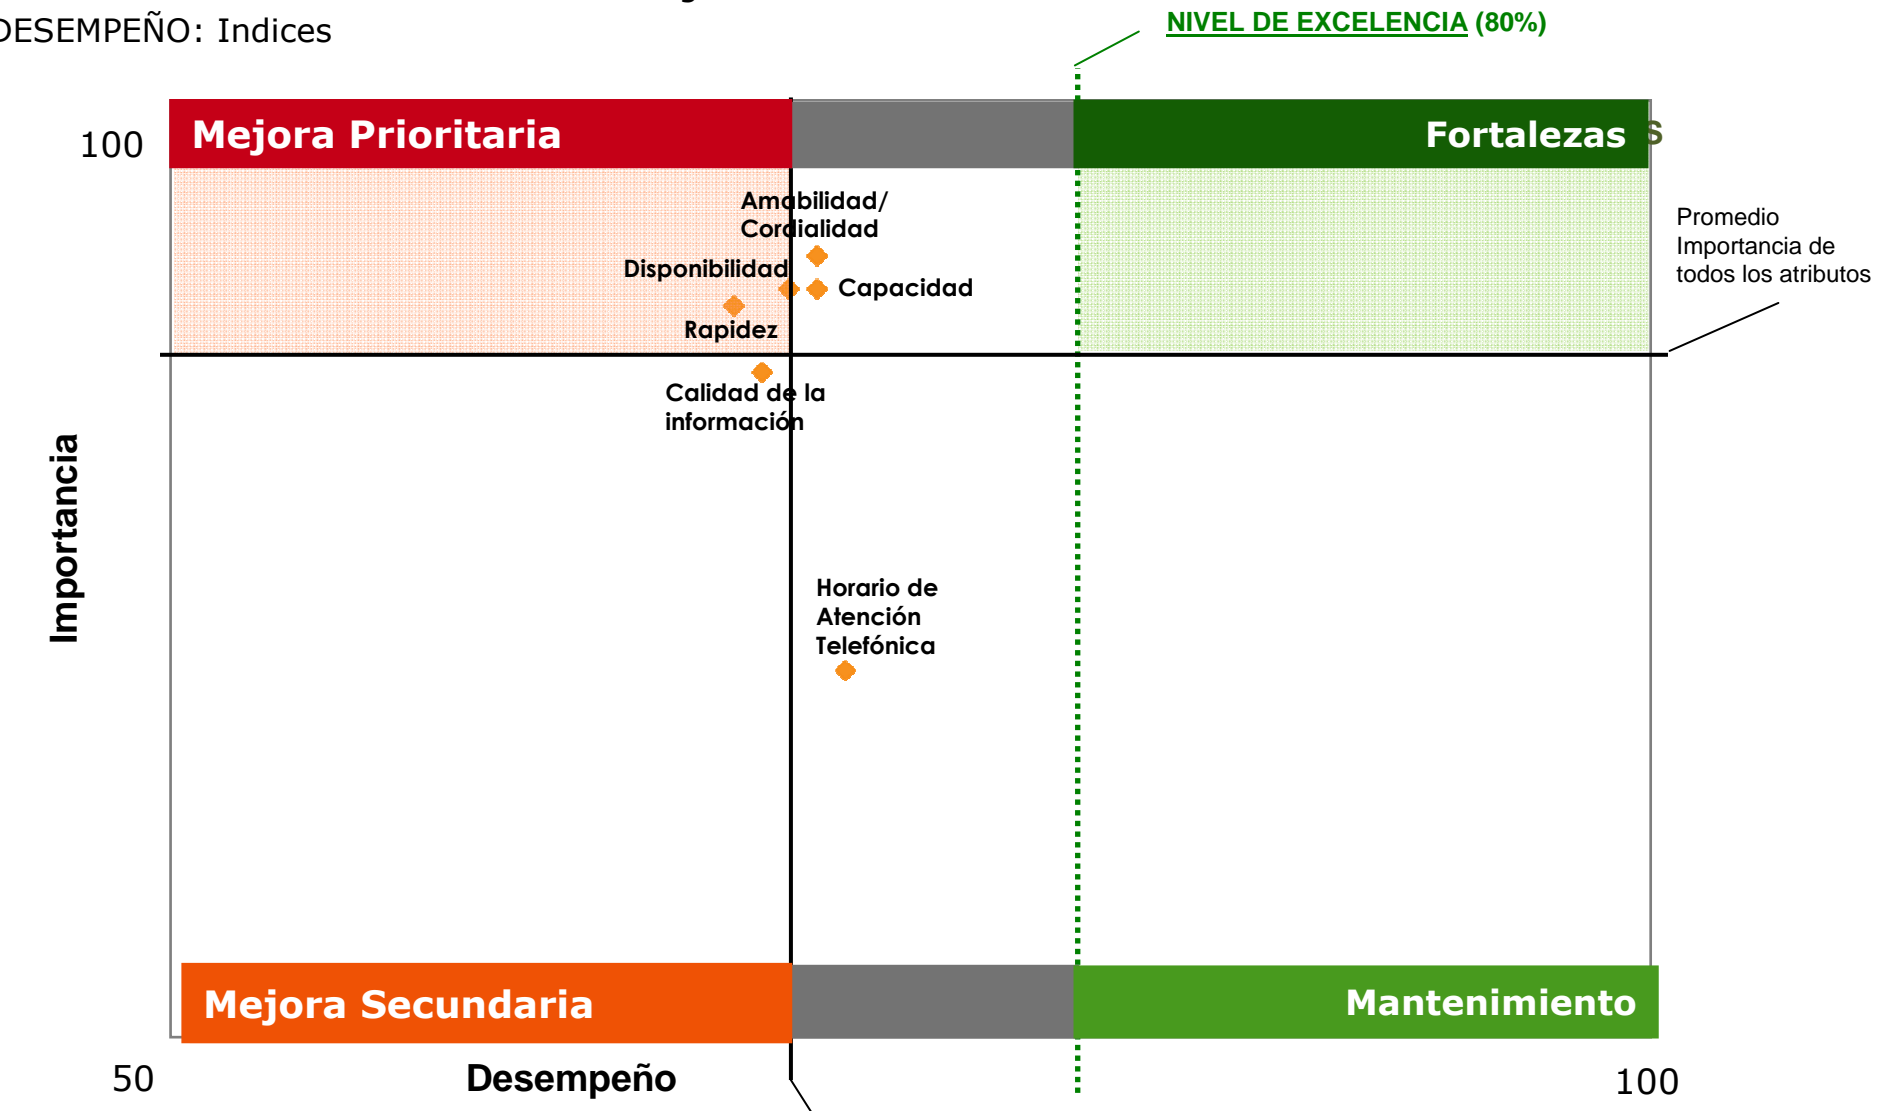 DESEMPEÑO: Indices
NIVEL DE EXCELENCIA (80%)
100
Mejora Prioritaria
Fortalezas
Amabilidad/
Cordialidad
Disponibilidad
Capacidad
Rapidez
Promedio
Importancia de
todos los atributos
Calidad de la
información
Importancia
Horario de
Atención
Telefónica
Mejora Secundaria
Mantenimiento
50
Desempeño
100